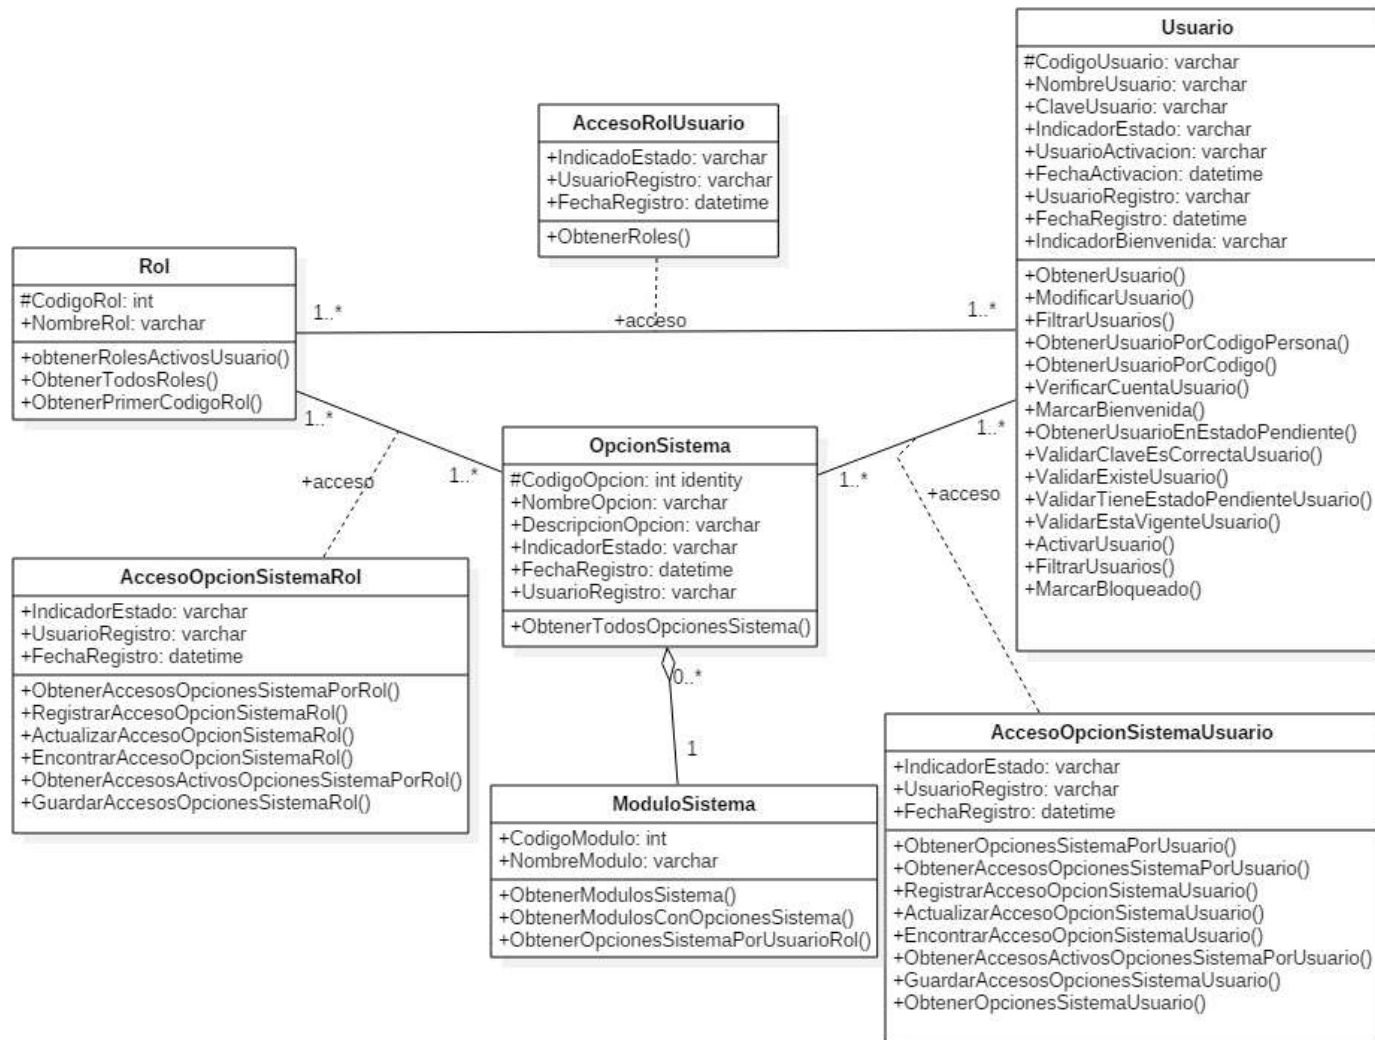 Usuario
#CodigoUsuario: varchar
+NombreUsuario: varchar
+ClaveUsuario: varchar
+IndicadorEstado: varchar
+UsuarioActivacion: varchar
+FechaActivacion: datetime
+UsuarioRegistro: varchar
+FechaRegistro: datetime
+IndicadorBienvenida: varchar
+ObtenerUsuario()
+ModificarUsuario()
+FiltrarUsuarios()
+ObtenerUsuarioPorCodigoPersona()
+ObtenerUsuarioPorCodigo()
+VerificarCuentaUsuario()
+MarcarBienvenida()
+ObtenerUsuarioEnEstadoPendiente()
+ValidarClaveEsCorrectaUsuario()
+ValidarExisteUsuario()
+ValidarTieneEstadoPendienteUsuario()
+ValidarEstaVigenteUsuario()
+ActivarUsuario()
+FiltrarUsuarios()
+MarcarBloqueado()
AccesoRolUsuario
+IndicadoEstado: varchar
+UsuarioRegistro: varchar
+FechaRegistro: datetime
+ObtenerRoles()
Rol
#CodigoRol: int
+NombreRol: varchar
+obtenerRolesActivosUsuario()
+ObtenerTodosRoles()
+ObtenerPrimerCodigoRol()
1..*
+acceso
1..*
1..*
+acceso
1..*
1..*
+acceso
1..*
OpcionSistema
#CodigoOpcion: int identity
+NombreOpcion: varchar
+DescripcionOpcion: varchar
+IndicadorEstado: varchar
+FechaRegistro: datetime
+UsuarioRegistro: varchar
+ObtenerTodosOpcionesSistema()
0..*
1
AccesoOpcionSistemaRol
+IndicadorEstado: varchar
+UsuarioRegistro: varchar
+FechaRegistro: datetime
+ObtenerAccesosOpcionesSistemaPorRol()
+RegistrarAccesoOpcionSistemaRol()
+ActualizarAccesoOpcionSistemaRol()
+EncontrarAccesoOpcionSistemaRol()
+ObtenerAccesosActivosOpcionesSistemaPorRol()
+GuardarAccesosOpcionesSistemaRol()
ModuloSistema
+CodigoModulo: int
+NombreModulo: varchar
+ObtenerModulosSistema()
+ObtenerModulosConOpcionesSistema()
+ObtenerOpcionesSistemaPorUsuarioRol()
AccesoOpcionSistemaUsuario
+IndicadorEstado: varchar
+UsuarioRegistro: varchar
+FechaRegistro: datetime
+ObtenerOpcionesSistemaPorUsuario()
+ObtenerAccesosOpcionesSistemaPorUsuario()
+RegistrarAccesoOpcionSistemaUsuario()
+ActualizarAccesoOpcionSistemaUsuario()
+EncontrarAccesoOpcionSistemaUsuario()
+ObtenerAccesosActivosOpcionesSistemaPorUsuario()
+GuardarAccesosOpcionesSistemaUsuario()
+ObtenerOpcionesSistemaUsuario()